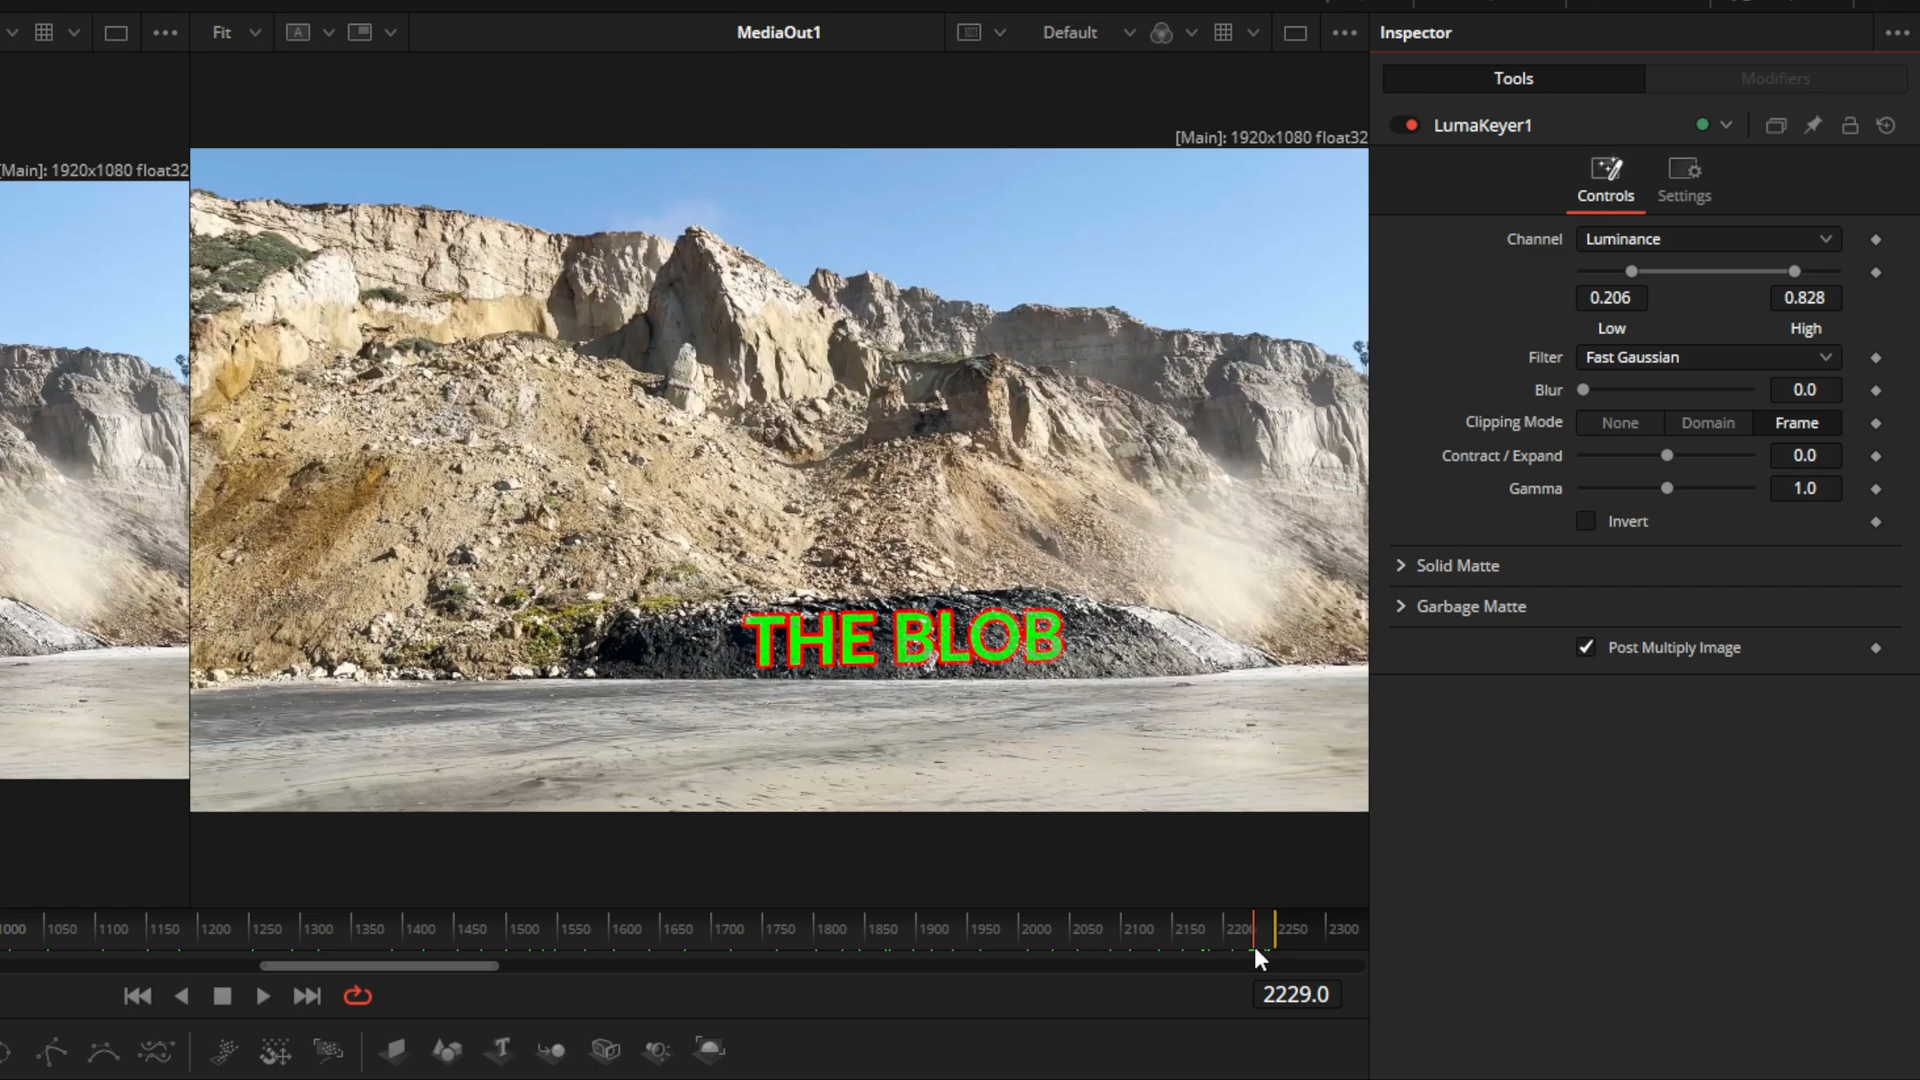 Fit
A
MediaOut1
Default
Inspector
Tools
Modifiers
[Main]: 1920x1080 float32
[Main]: 1920x1080 float32
LumaKeyer1
Controls
Settings
Channel
Luminance
0.206
0.828
Low
High
Filter
Fast Gaussian
Blur
0.0
Clipping Mode
None
Domain
Frame
Contract / Expand
0.0
Gamma
1.0
Invert
Solid Matte
Garbage Matte
Post Multiply Image
THE BLOB
1000 1050 1100 1150 1200 1250 1300 1350 1400 1450 1500 1550 1600 1650 1700 1750 1800 1850 1900 1950 2000 2050 2100 2150 2200 2250 2300
2229.0
T